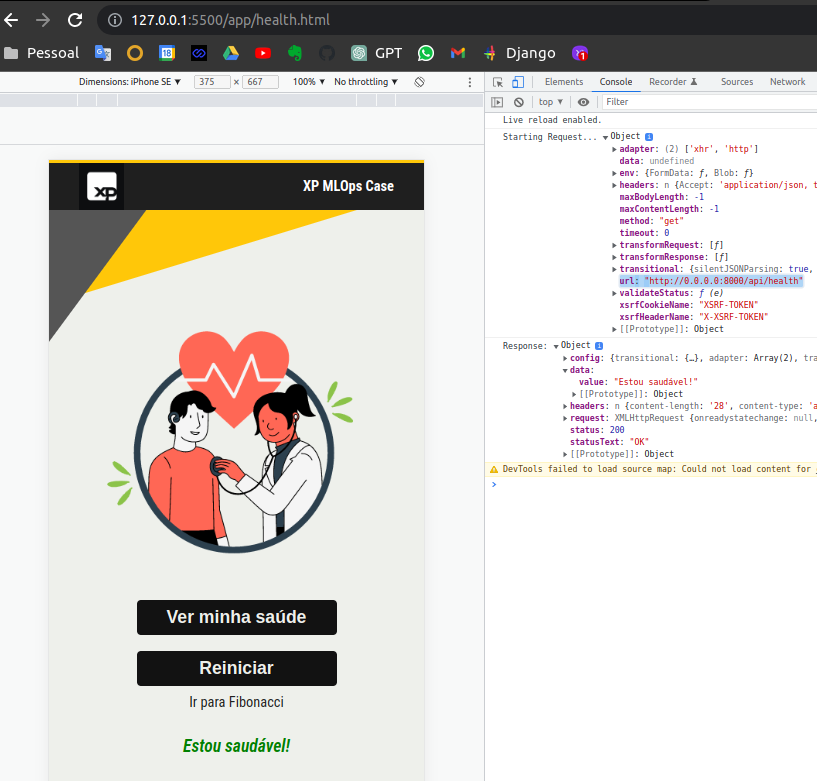 127.0.0.1:5500/app/health.html
Pessoal
18
GPT
Django
1
Dimensions: iPhone SE ▼ 375 × 667 100% ▼ No throttling ▼
Elements Console Recorder Sources Network
top ▼ Filter
Live reload enabled.
Starting Request... ▼Object i
▶ adapter: (2) ['xhr', 'http']
data: undefined
▶ env: {FormData: ƒ, Blob: ƒ}
▶ headers: n {Accept: 'application/json, t
maxBodyLength: -1
maxContentLength: -1
method: "get"
timeout: 0
▶ transformRequest: [ƒ]
▶ transformResponse: [ƒ]
▶ transitional: {silentJSONParsing: true,
url: "http://0.0.0.0:8000/api/health"
▶ validateStatus: ƒ (e)
xsrfCookieName: "XSRF-TOKEN"
xsrfHeaderName: "X-XSRF-TOKEN"
▶ [[Prototype]]: Object
Response: ▼Object i
▶ config: {transitional: {…}, adapter: Array(2), tra
▼ data:
value: "Estou saudável!"
▶ [[Prototype]]: Object
▶ headers: n {content-length: '28', content-type: 'a
▶ request: XMLHttpRequest {onreadystatechange: null,
status: 200
statusText: "OK"
▶ [[Prototype]]: Object
DevTools failed to load source map: Could not load content for
xp
XP MLOps Case
Ver minha saúde
Reiniciar
Ir para Fibonacci
Estou saudável!